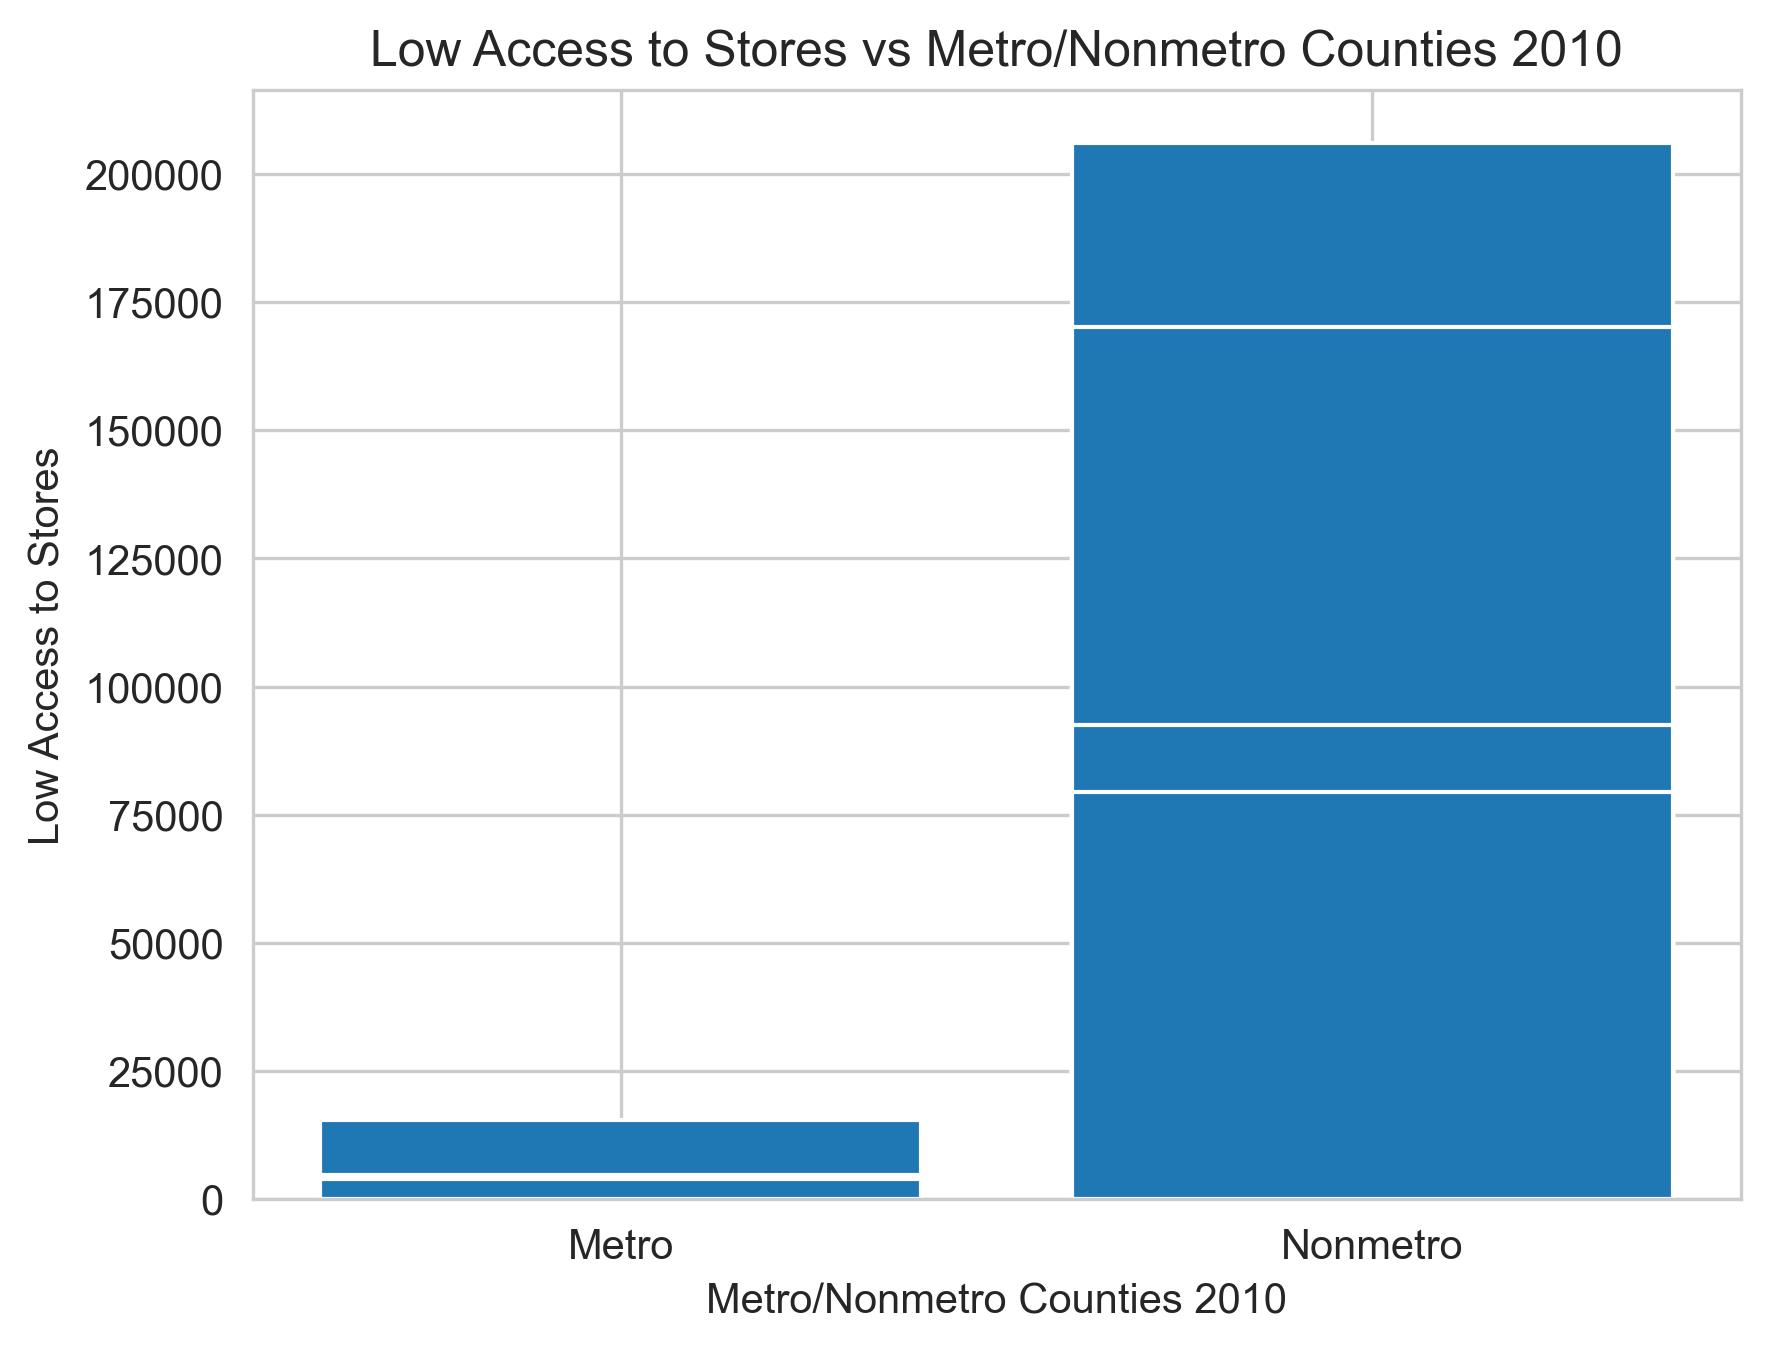 Low Access to Stores vs Metro/Nonmetro Counties 2010
Low Access to Stores
200000
175000
150000
125000
100000
75000
50000
25000
0
Metro
Nonmetro
Metro/Nonmetro Counties 2010